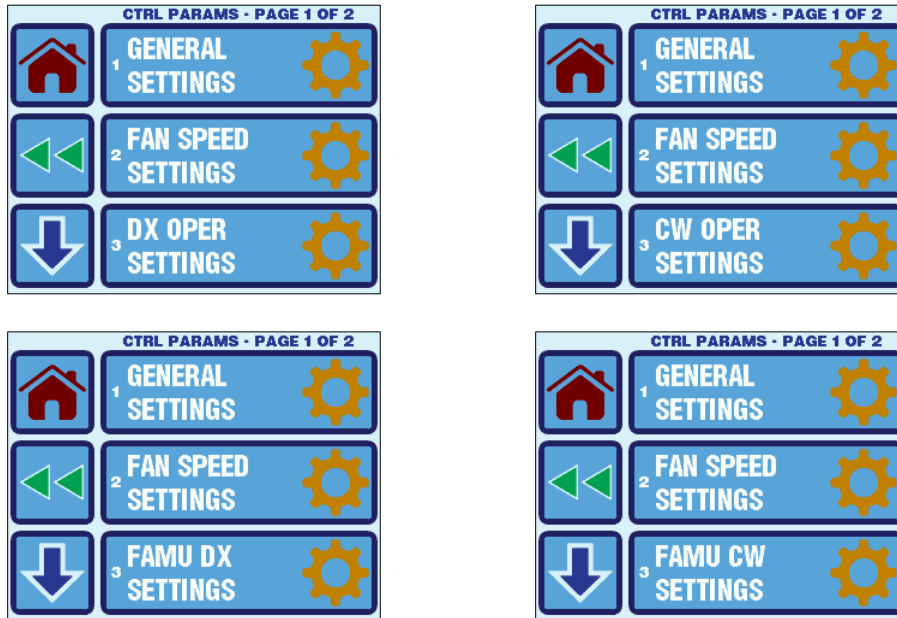 CTRL PARAMS - PAGE 1 OF 2
1 GENERAL
SETTINGS
2 FAN SPEED
SETTINGS
3 DX OPER
SETTINGS
CTRL PARAMS - PAGE 1 OF 2
1 GENERAL
SETTINGS
2 FAN SPEED
SETTINGS
3 CW OPER
SETTINGS
CTRL PARAMS - PAGE 1 OF 2
1 GENERAL
SETTINGS
2 FAN SPEED
SETTINGS
3 FAMU DX
SETTINGS
CTRL PARAMS - PAGE 1 OF 2
1 GENERAL
SETTINGS
2 FAN SPEED
SETTINGS
3 FAMU CW
SETTINGS